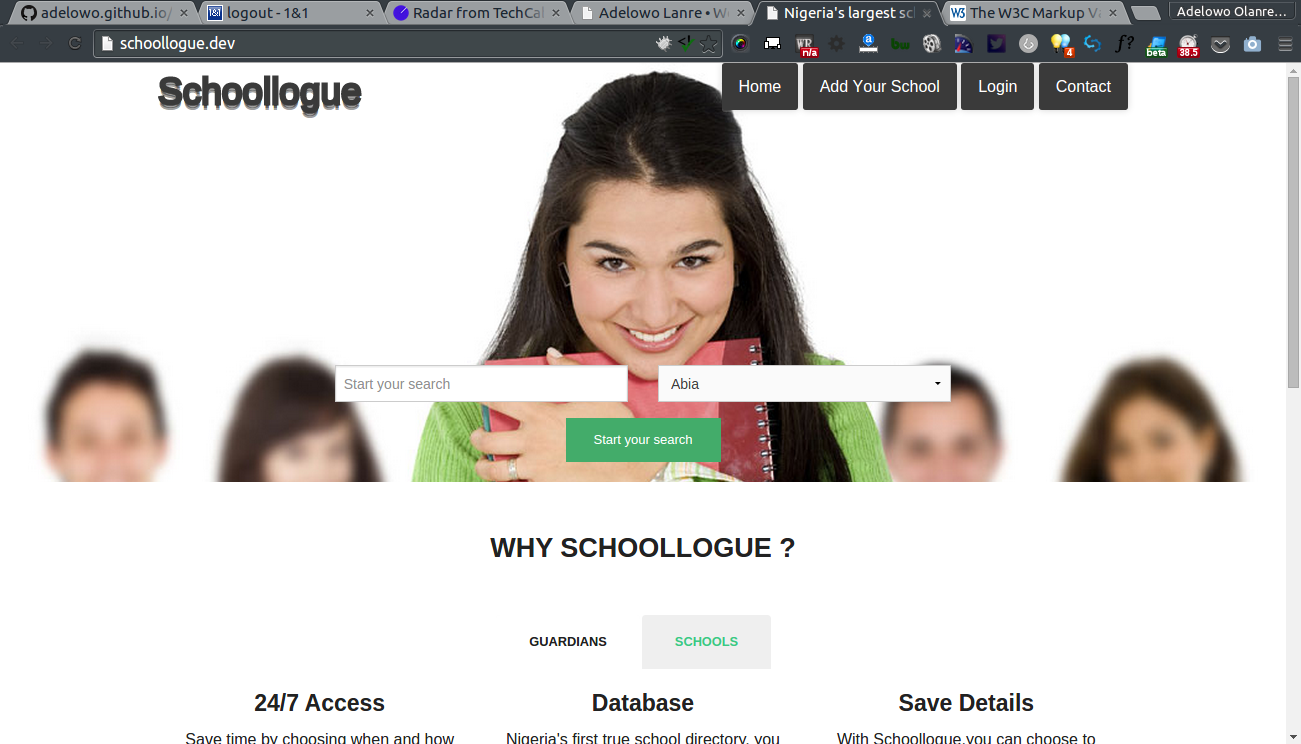 adelowo.github.io/
logout - 1&1
Radar from TechCal
Adelowo Lanre • W
Nigeria's largest sc
The W3C Markup Va
Adelowo Olanre...
schoollogue.dev
n/a
4
beta
38.5
Schoollogue
Home
Add Your School
Login
Contact
Start your search
Abia
Start your search
WHY SCHOOLLOGUE ?
GUARDIANS
SCHOOLS
24/7 Access
Database
Save Details
Save time by choosing when and how
Nigeria's first true school directory, you
With Schoollogue,you can choose to